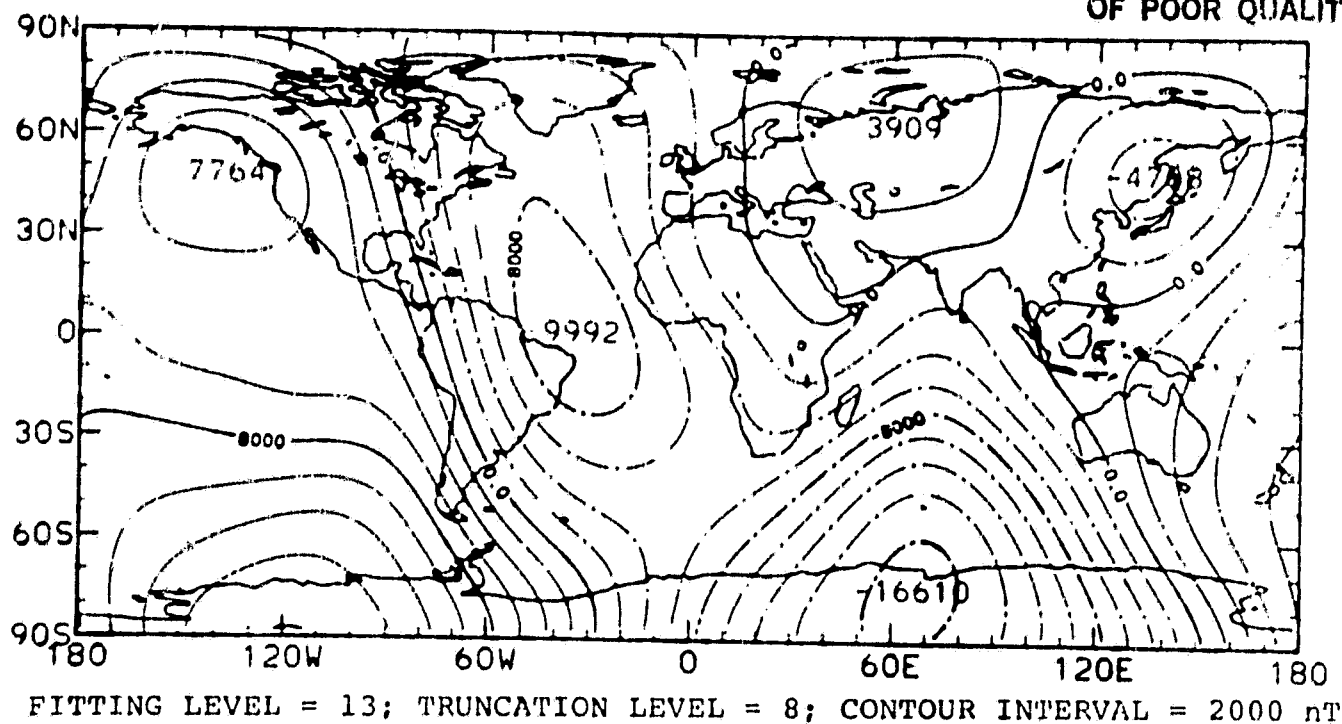 OF POOR QUALIT
90N
0.0
0.0
60N
3909
7764
30N
8000
0.0
0
9992
30S
8000
8000
0.0
0.0
60S
-16610
90S
180 120W 60W 0 60E 120E 180
FITTING LEVEL = 13; TRUNCATION LEVEL = 8; CONTOUR INTERVAL = 2000 nT